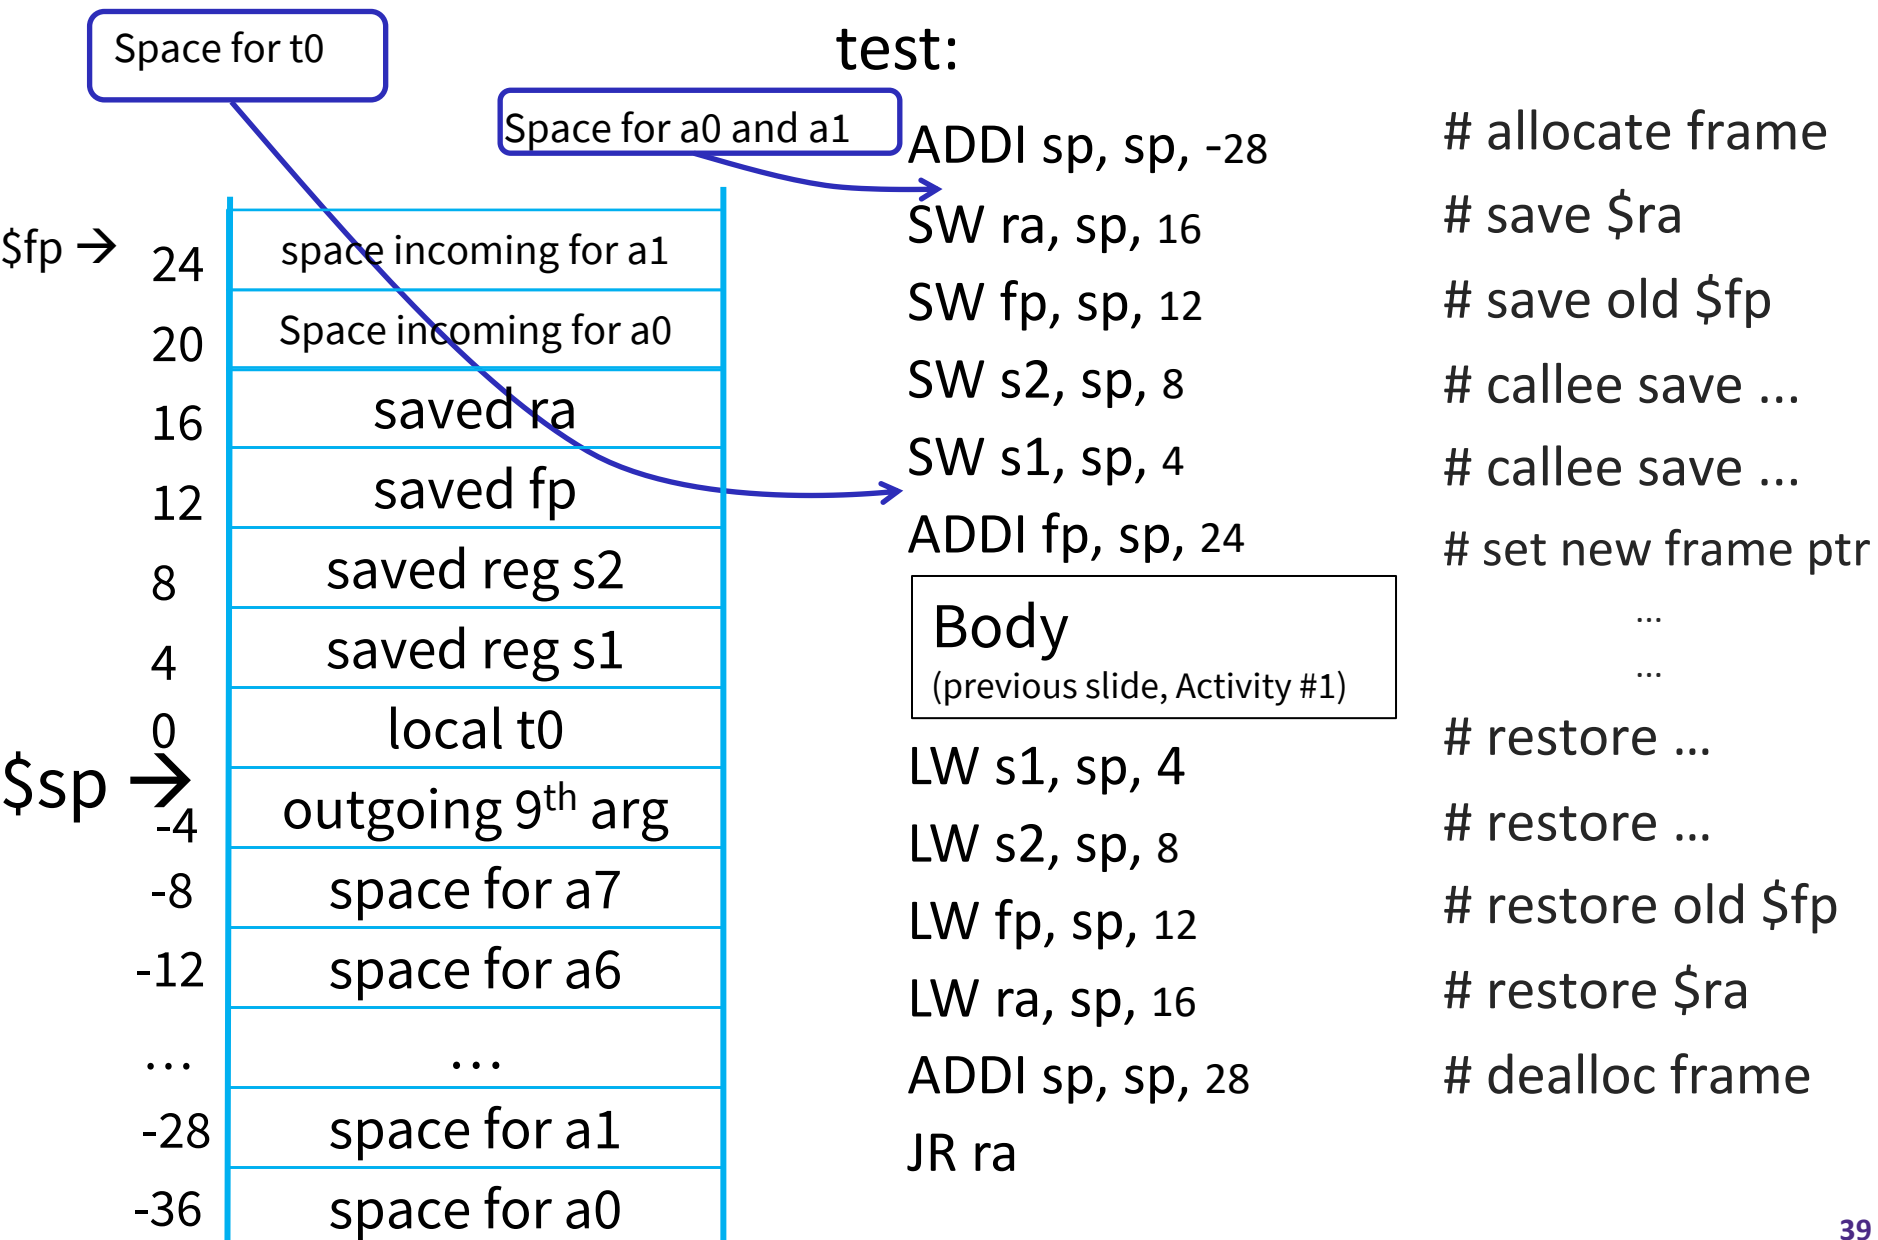 Space for t0
Space for a0 and a1
$fp →
24 space incoming for a1
20 Space incoming for a0
16 saved ra
12 saved fp
8 saved reg s2
4 saved reg s1
0 local t0
$sp →
-4 outgoing 9th arg
-8 space for a7
-12 space for a6
... ...
-28 space for a1
-36 space for a0
test:
ADDI sp, sp, -28 # allocate frame
SW ra, sp, 16 # save $ra
SW fp, sp, 12 # save old $fp
SW s2, sp, 8 # callee save ...
SW s1, sp, 4 # callee save ...
ADDI fp, sp, 24 # set new frame ptr
Body ...
(previous slide, Activity #1) ...
LW s1, sp, 4 # restore ...
LW s2, sp, 8 # restore ...
LW fp, sp, 12 # restore old $fp
LW ra, sp, 16 # restore $ra
ADDI sp, sp, 28 # dealloc frame
JR ra
39